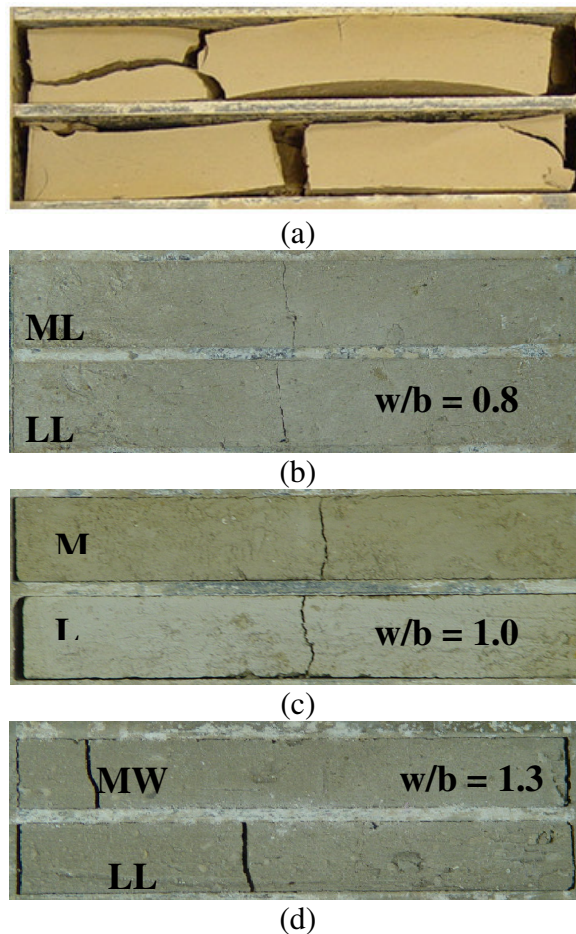 (a)
ML
LL
w/b = 0.8
(b)
M
w/b = 1.0
(c)
MW
w/b = 1.3
LL
(d)